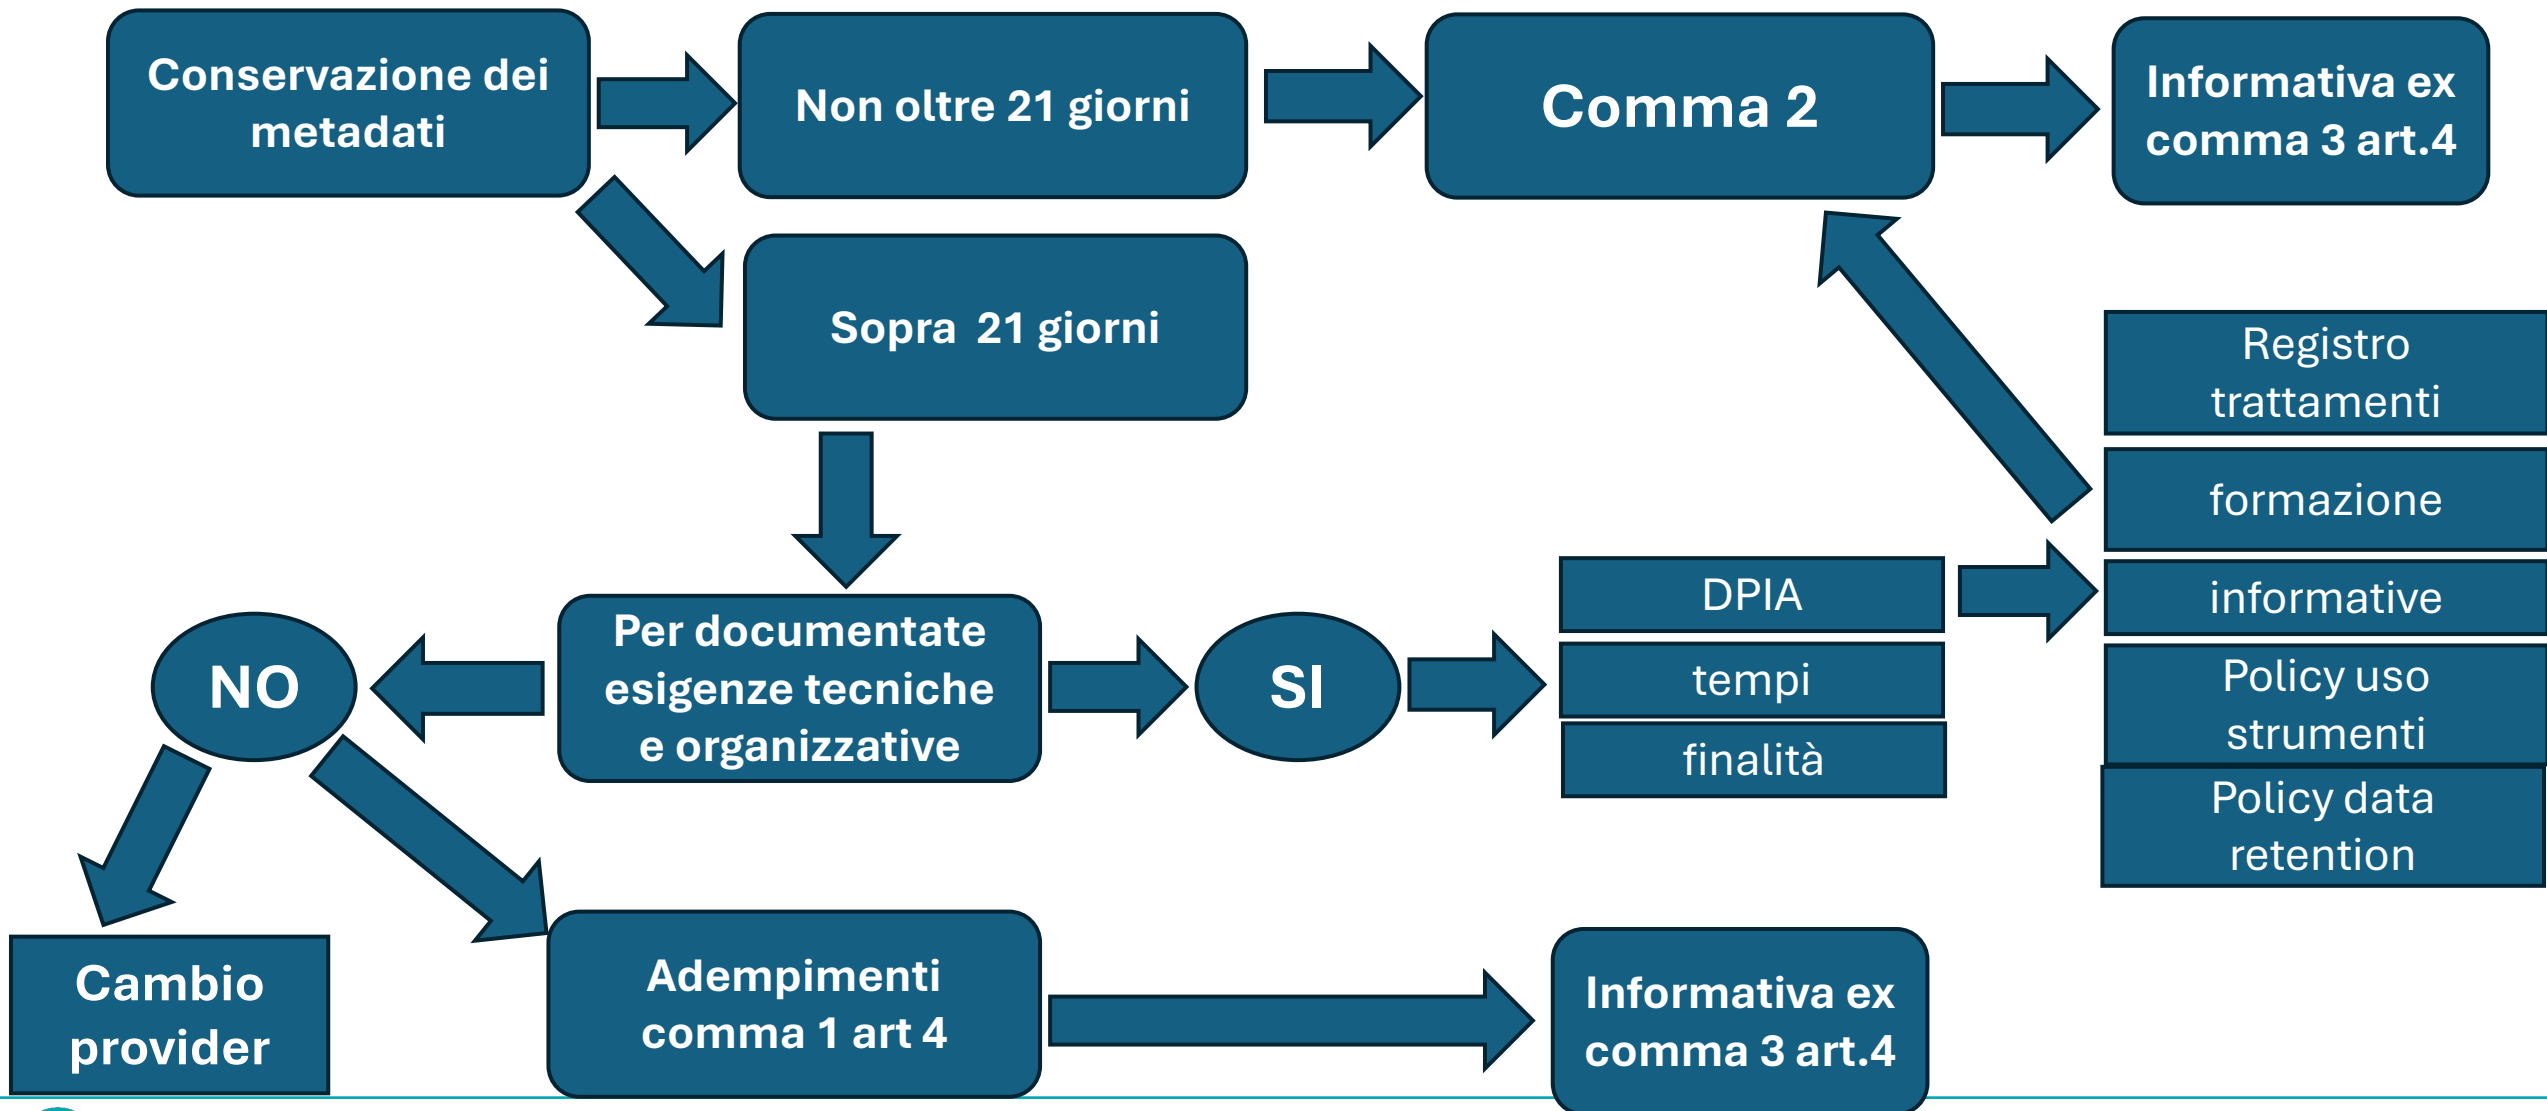 Conservazione dei
metadati
Non oltre 21 giorni
Comma 2
Informativa ex
comma 3 art.4
Sopra  21 giorni
Registro
trattamenti
formazione
informative
Policy uso
strumenti
Policy data
retention
NO
Per documentate
esigenze tecniche
e organizzative
SI
DPIA
tempi
finalità
Cambio
provider
Adempimenti
comma 1 art 4
Informativa ex
comma 3 art.4